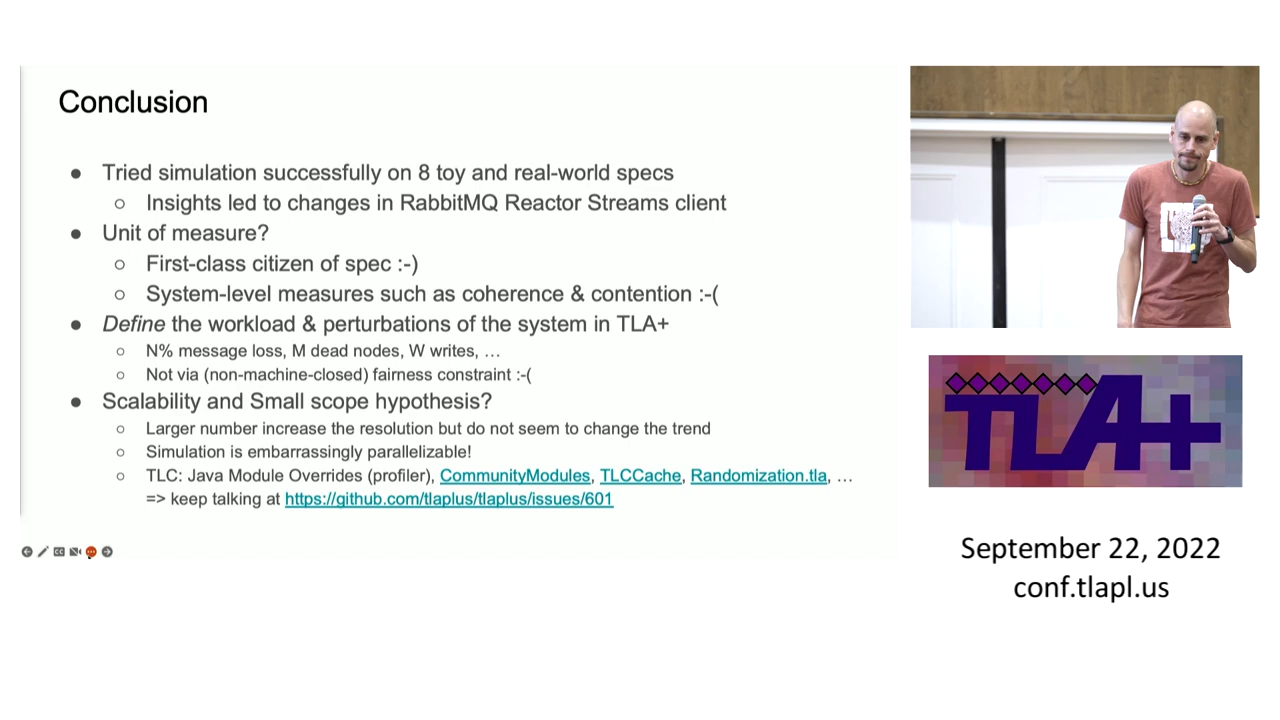 Conclusion
● Tried simulation successfully on 8 toy and real-world specs
○ Insights led to changes in RabbitMQ Reactor Streams client
● Unit of measure?
○ First-class citizen of spec :-)
○ System-level measures such as coherence & contention :-(
● Define the workload & perturbations of the system in TLA+
○ N% message loss, M dead nodes, W writes, …
○ Not via (non-machine-closed) fairness constraint :-(
● Scalability and Small scope hypothesis?
○ Larger number increase the resolution but do not seem to change the trend
○ Simulation is embarrassingly parallelizable!
○ TLC: Java Module Overrides (profiler), CommunityModules, TLCCache, Randomization.tla, …
=> keep talking at https://github.com/tlaplus/tlaplus/issues/601
CC
TLA+
September 22, 2022
conf.tlapl.us